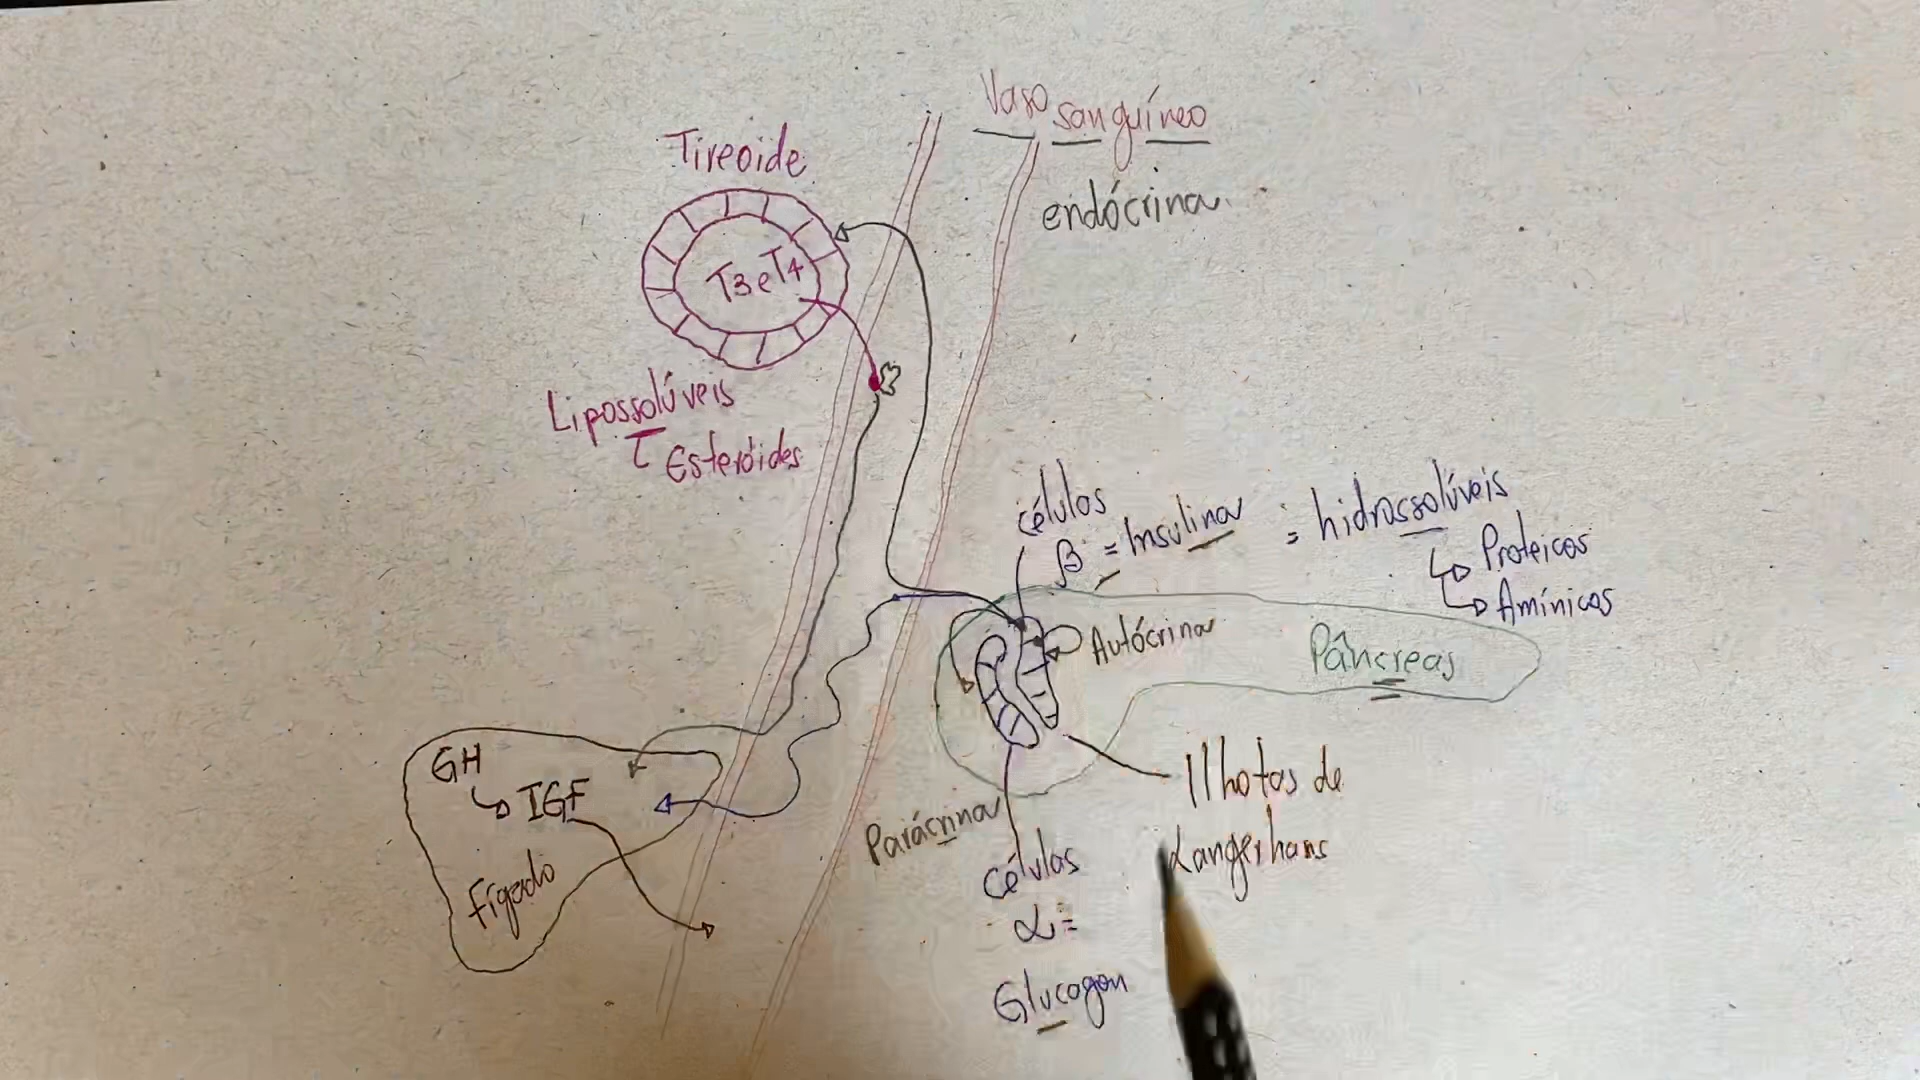 Vaso sanguíneo
endócrina
Tireoide
T3 e T4
Lipossolúveis
Esteróides
células
β = Insulina = hidrossolúveis
Proteicos
Amínicos
Autócrina
Pâncreas
GH
IGF
Fígado
Parácrina
Ilhotas de
Langerhans
Células
α =
Glucagon